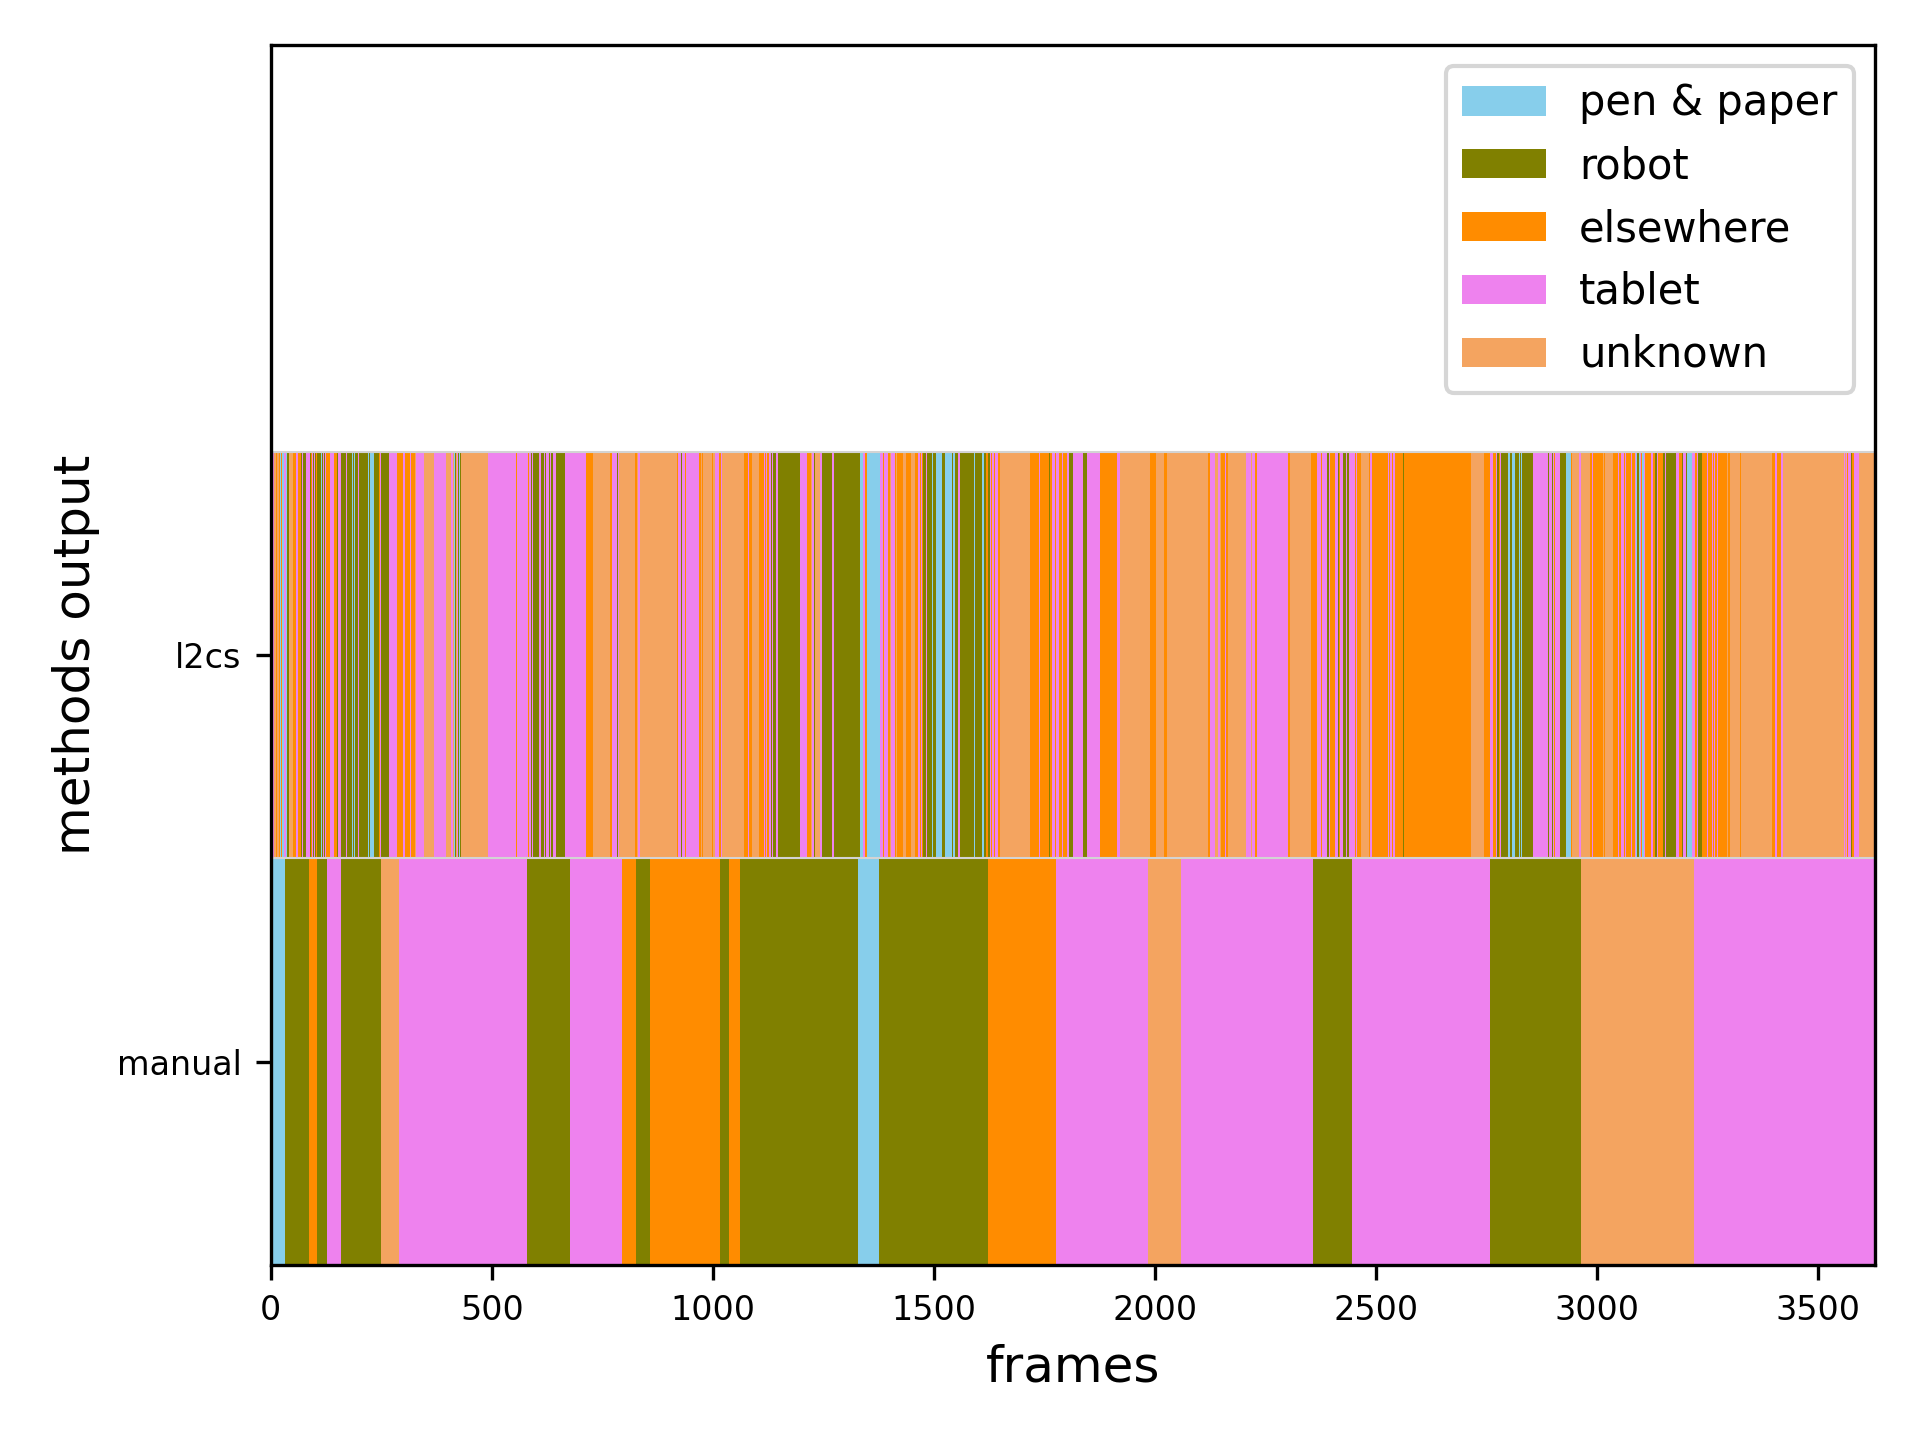 pen & paper
robot
elsewhere
tablet
unknown
methods output
l2cs
manual
0 500 1000 1500 2000 2500 3000 3500
frames